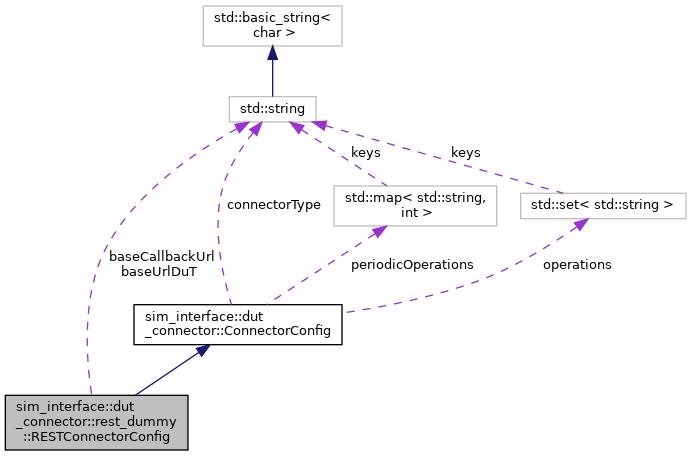 std::basic_string<
char >
std::string
keys
keys
std::map< std::string,
int >
std::set< std::string >
connectorType
baseCallbackUrl
baseUrlDuT
periodicOperations
operations
sim_interface::dut
_connector::ConnectorConfig
sim_interface::dut
_connector::rest_dummy
::RESTConnectorConfig